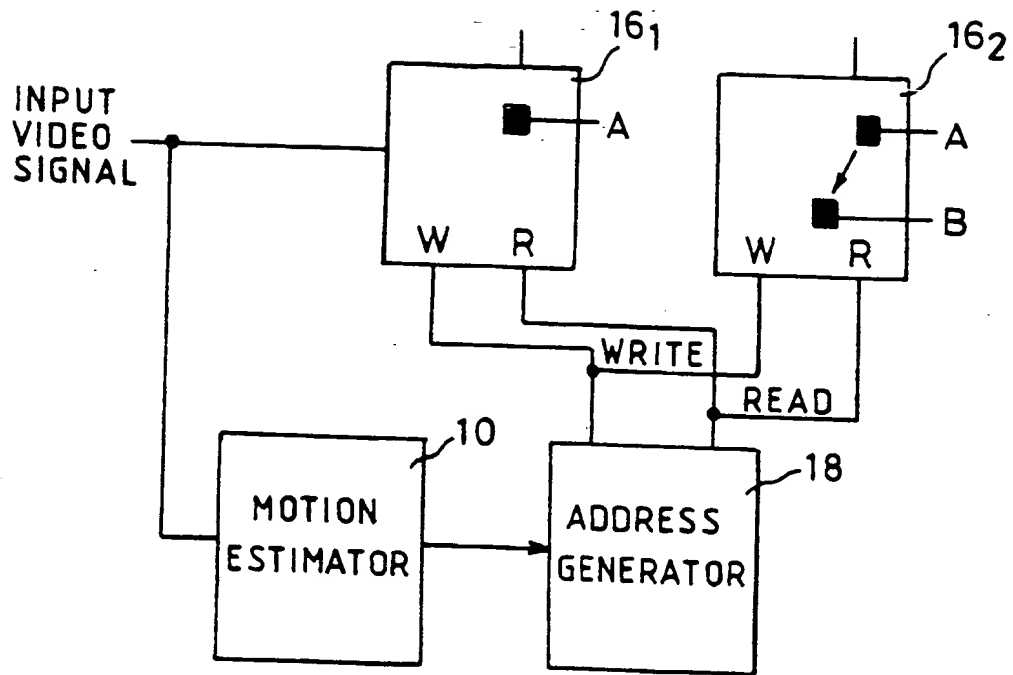 16₁
16₂
INPUT
VIDEO
SIGNAL
A
A
B
W
R
W
R
WRITE
READ
10
18
MOTION
ESTIMATOR
ADDRESS
GENERATOR